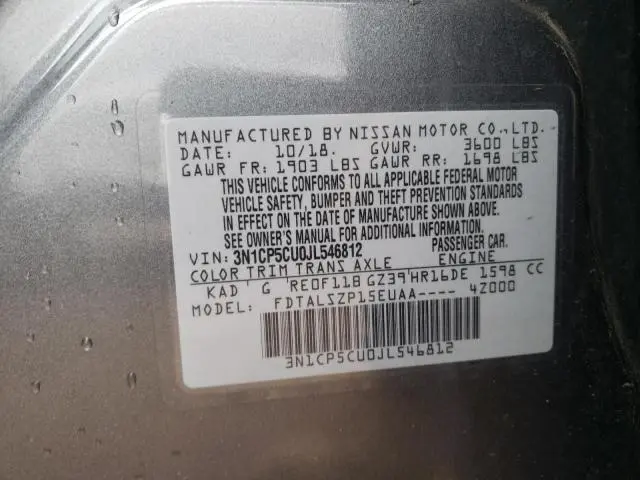 MANUFACTURED BY NISSAN MOTOR CO., LTD.
DATE: 10/18. GVWR: 3600 LBS
GAWR FR: 1903 LBS GAWR RR: 1698 LBS
THIS VEHICLE CONFORMS TO ALL APPLICABLE FEDERAL MOTOR
VEHICLE SAFETY, BUMPER AND THEFT PREVENTION STANDARDS
IN EFFECT ON THE DATE OF MANUFACTURE SHOWN ABOVE.
SEE OWNER'S MANUAL FOR ADDITIONAL INFORMATION.
VIN: 3N1CP5CU0JL546812 PASSENGER CAR.
COLOR TRIM TRANS AXLE ENGINE
KAD ' G ' RE0F11B GZ39'HR16DE 1598 CC
MODEL: FDTALSZP15EUAA---- 42000
3N1CP5CU0JL546812